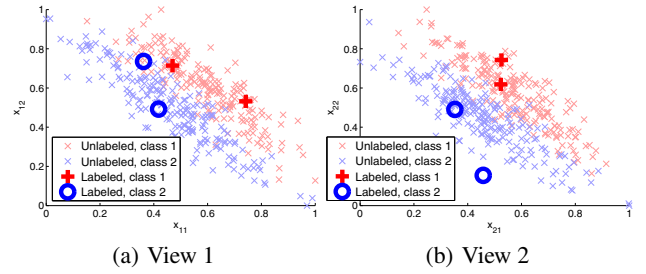 1
0.8
0.6
0.4
0.2
0
x12
Unlabeled, class 1
Unlabeled, class 2
Labeled, class 1
Labeled, class 2
0 0.2 0.4 0.6 0.8 1
x11
(a) View 1
1
0.8
0.6
0.4
0.2
0
x22
Unlabeled, class 1
Unlabeled, class 2
Labeled, class 1
Labeled, class 2
0 0.2 0.4 0.6 0.8 1
x21
(b) View 2